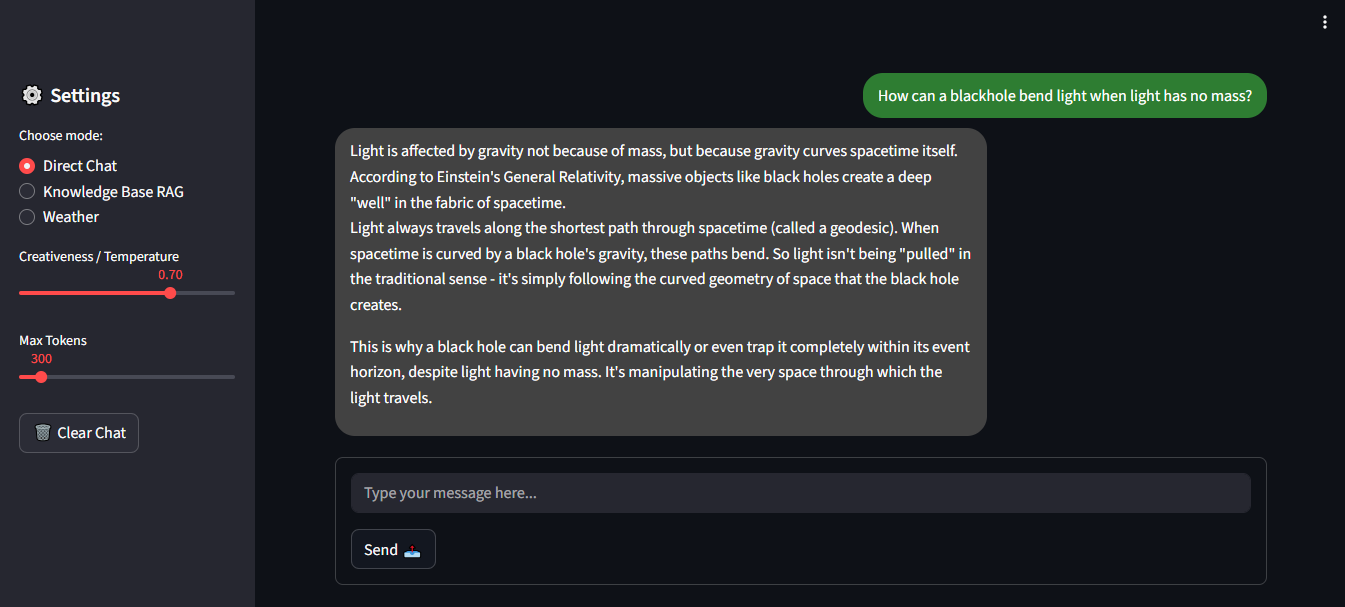 Settings
Choose mode:
Direct Chat
Knowledge Base RAG
Weather
Creativeness / Temperature
0.70
Max Tokens
300
Clear Chat
How can a blackhole bend light when light has no mass?
Light is affected by gravity not because of mass, but because gravity curves spacetime itself.
According to Einstein's General Relativity, massive objects like black holes create a deep
"well" in the fabric of spacetime.
Light always travels along the shortest path through spacetime (called a geodesic). When
spacetime is curved by a black hole's gravity, these paths bend. So light isn't being "pulled" in
the traditional sense - it's simply following the curved geometry of space that the black hole
creates.
This is why a black hole can bend light dramatically or even trap it completely within its event
horizon, despite light having no mass. It's manipulating the very space through which the
light travels.
Type your message here...
Send